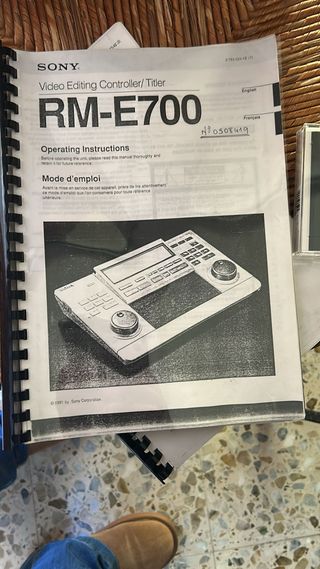 SONY
Video Editing Controller/Titler
English
RM-E700
Français
Nº 0508419
Operating Instructions
Before operating the unit, please read this manual thoroughly and
retain it for future reference.
Mode d'emploi
Avant la mise en service de cet appareil, prière de lire attentivement
ce mode d'emploi que l'on conservera pour toute référence
ultérieure.
© 1991 by Sony Corporation